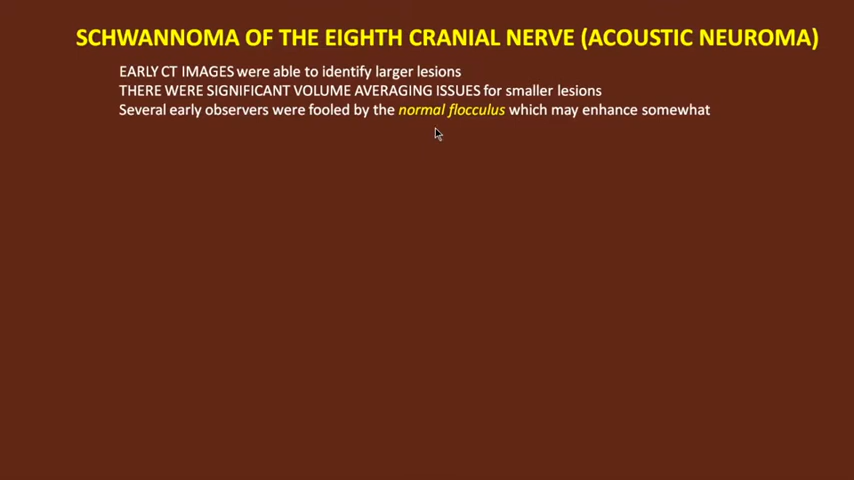 SCHWANNOMA OF THE EIGHTH CRANIAL NERVE (ACOUSTIC NEUROMA)
EARLY CT IMAGES were able to identify larger lesions
THERE WERE SIGNIFICANT VOLUME AVERAGING ISSUES for smaller lesions
Several early observers were fooled by the normal flocculus which may enhance somewhat